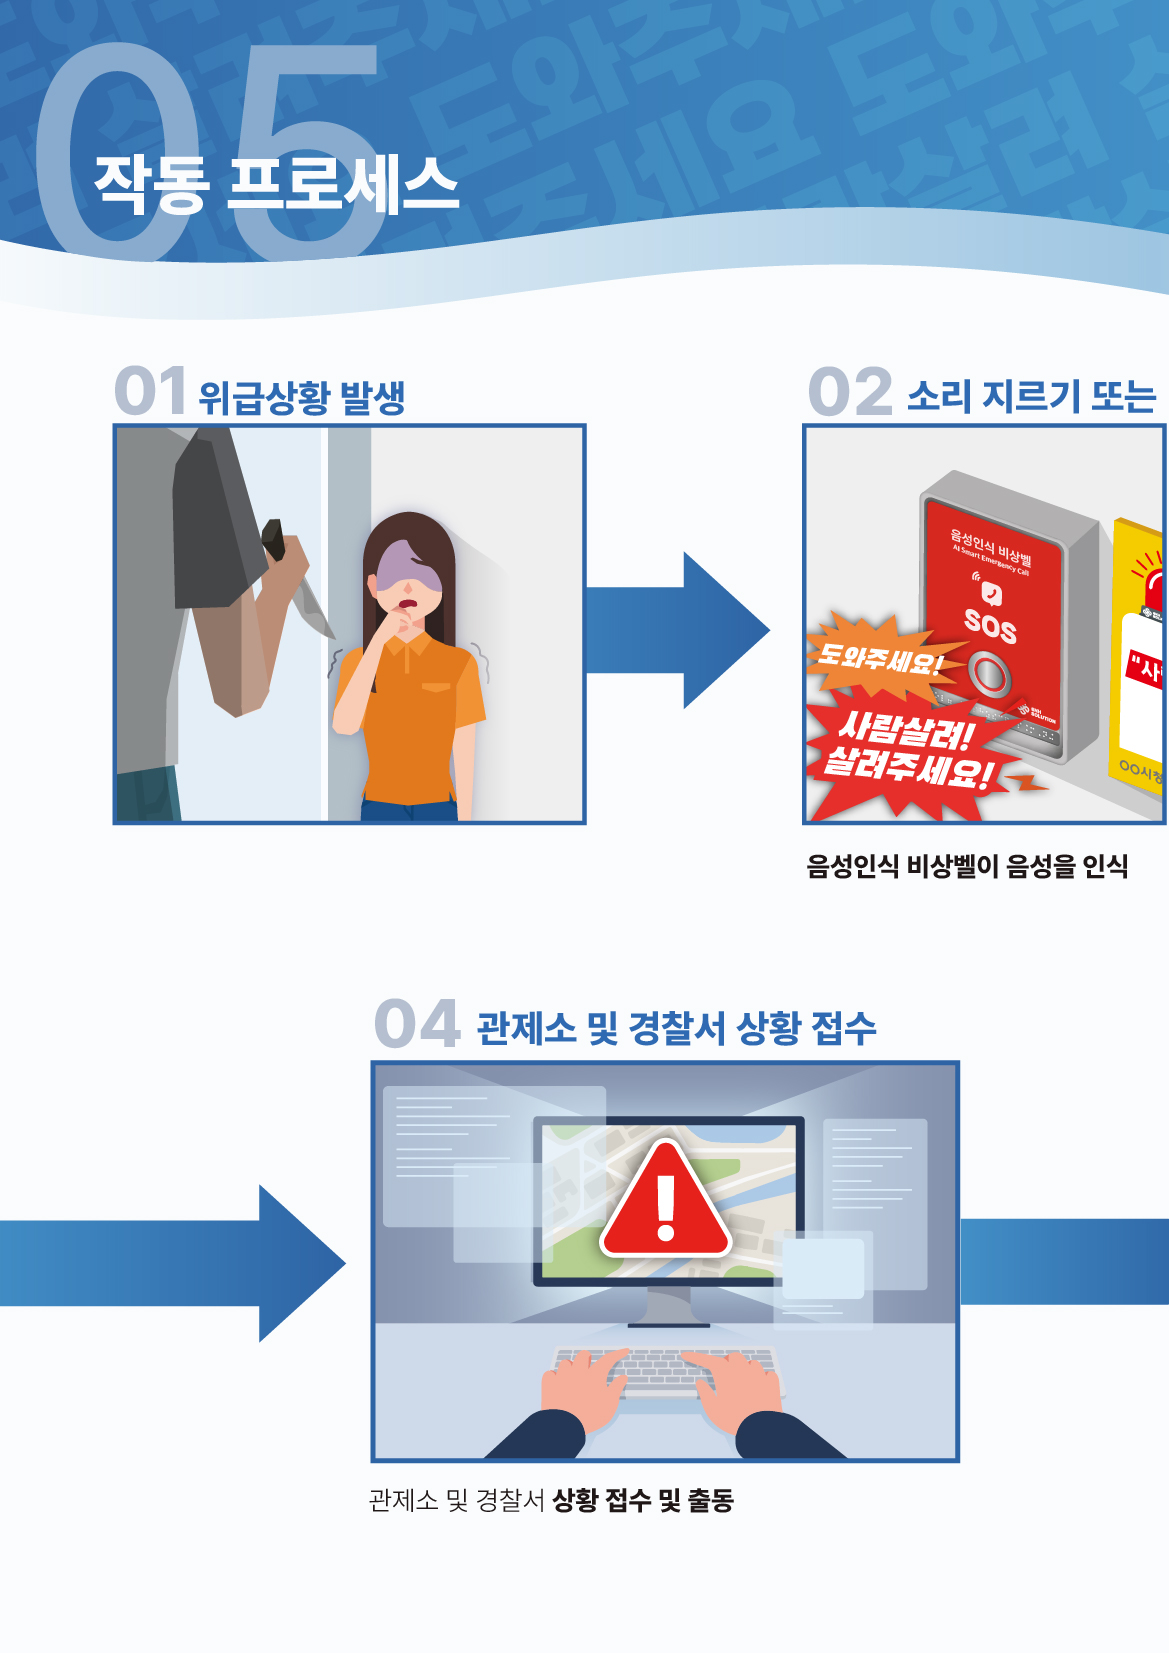 05
작동 프로세스
01 위급상황 발생
02 소리 지르기 또는
음성인식 비상벨
AI Smart Emergency Call
SOS
도와주세요!
사람살려!
살려주세요!
"사
OO시청
음성인식 비상벨이 음성을 인식
04 관제소 및 경찰서 상황 접수
관제소 및 경찰서 상황 접수 및 출동